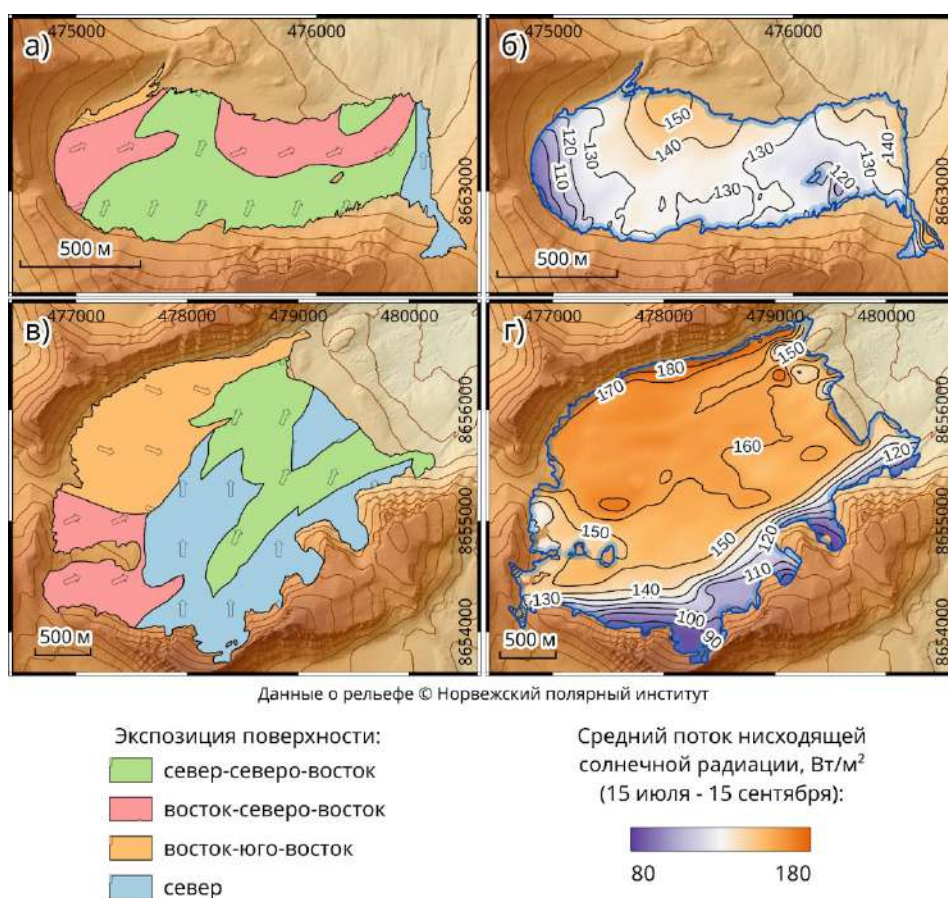 475000 476000
а)
8663000
500 м
475000 476000
б)
150
140
120
130
110
130
130
120
130
140
8663000
500 м
477000 478000 479000 480000
в)
8656000
8655000
8654000
500 м
477000 478000 479000 480000
г)
150
180
170
160
120
150
150
120
140
110
130
100
90
8656000
8655000
8654000
500 м
Данные о рельефе © Норвежский полярный институт
Экспозиция поверхности:
север-северо-восток
восток-северо-восток
восток-юго-восток
север
Средний поток нисходящей
солнечной радиации, Вт/м²
(15 июля - 15 сентября):
80 180